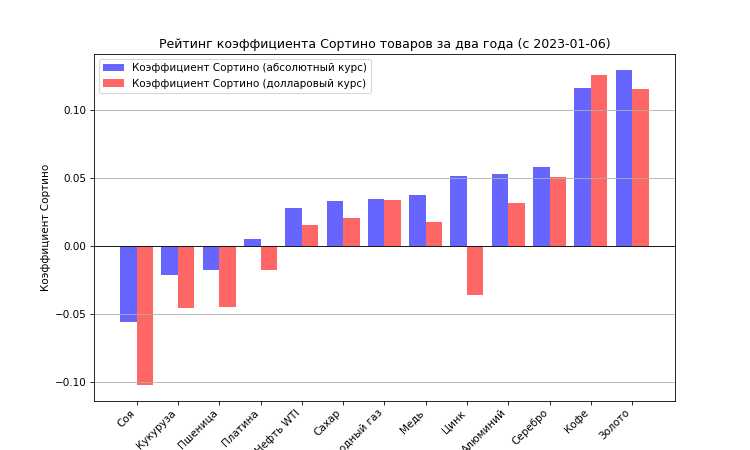 Рейтинг коэффициента Сортино товаров за два года (с 2023-01-06)
Коэффициент Сортино (абсолютный курс)
Коэффициент Сортино (долларовый курс)
Коэффициент Сортино
0.10
0.05
0.00
−0.05
−0.10
Соя
Кукуруза
Пшеница
Платина
Нефть WTI
Сахар
газ
Медь
Цинк
Алюминий
Серебро
Кофе
Золото